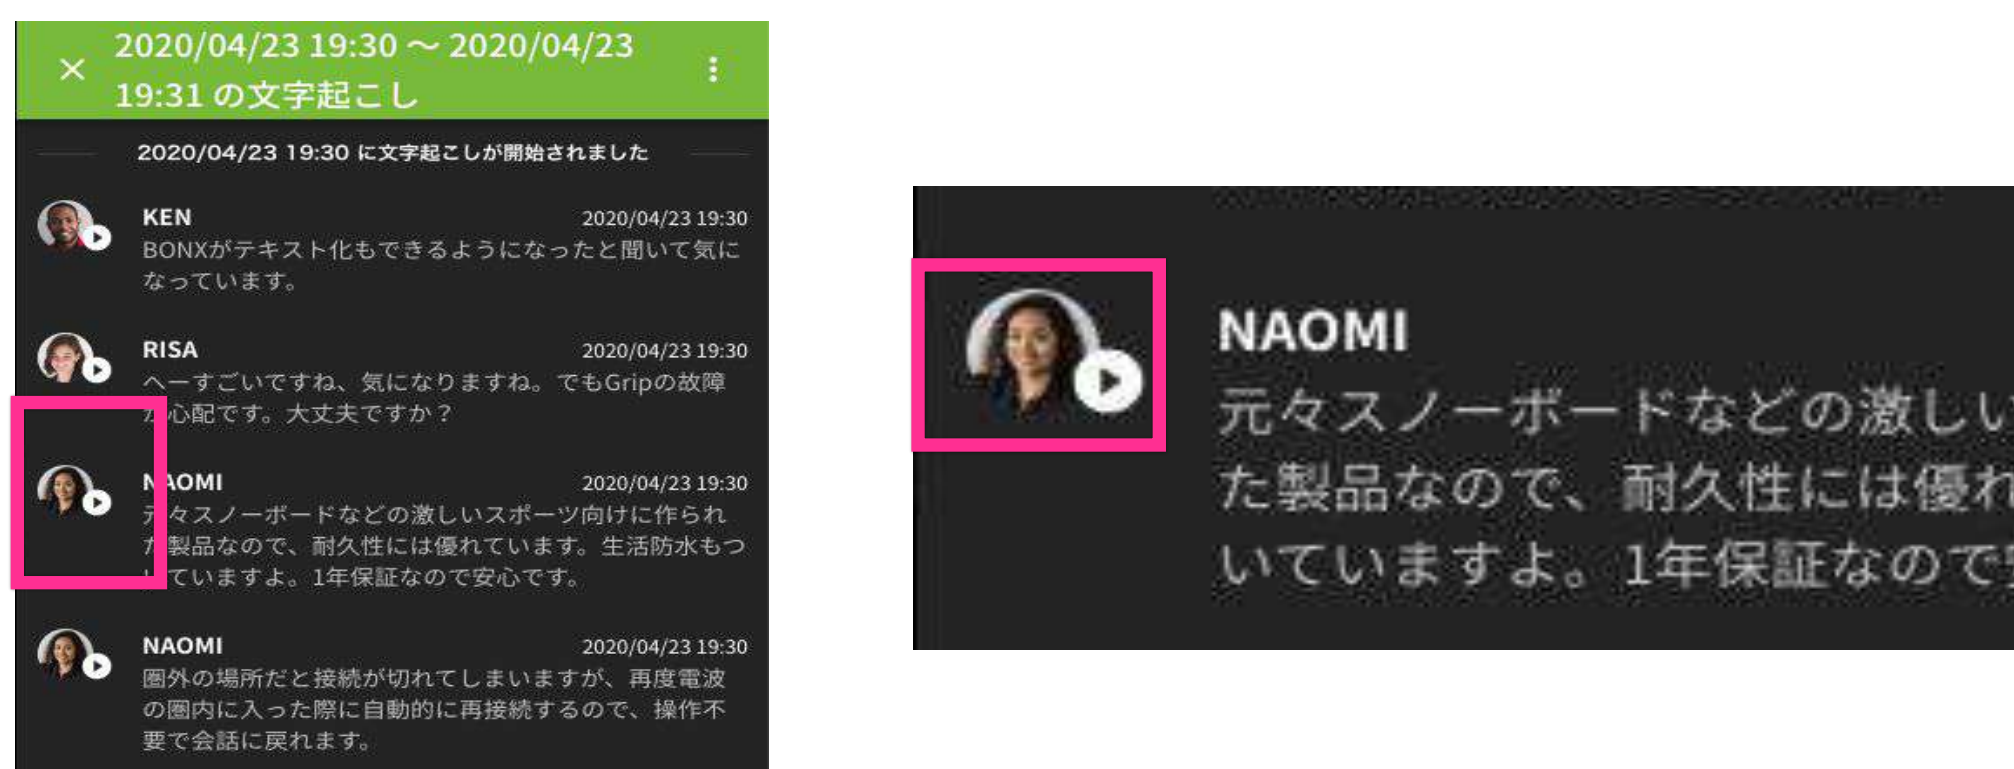 2020/04/23 19:30 〜 2020/04/23
19:31 の文字起こし
2020/04/23 19:30 に文字起こしが開始されました
KEN
2020/04/23 19:30
BONXがテキスト化もできるようになったと聞いて気に
なっています。
RISA
2020/04/23 19:30
へーすごいですね、気になりますね。でもGripの故障
が心配です。大丈夫ですか？
NAOMI
2020/04/23 19:30
元々スノーボードなどの激しいスポーツ向けに作られ
た製品なので、耐久性には優れています。生活防水もつ
いていますよ。1年保証なので安心です。
NAOMI
2020/04/23 19:30
圏外の場所だと接続が切れてしまいますが、再度電波
の圏内に入った際に自動的に再接続するので、操作不
要で会話に戻れます。
NAOMI
元々スノーボードなどの激しい
た製品なので、耐久性には優れ
いていますよ。1年保証なので